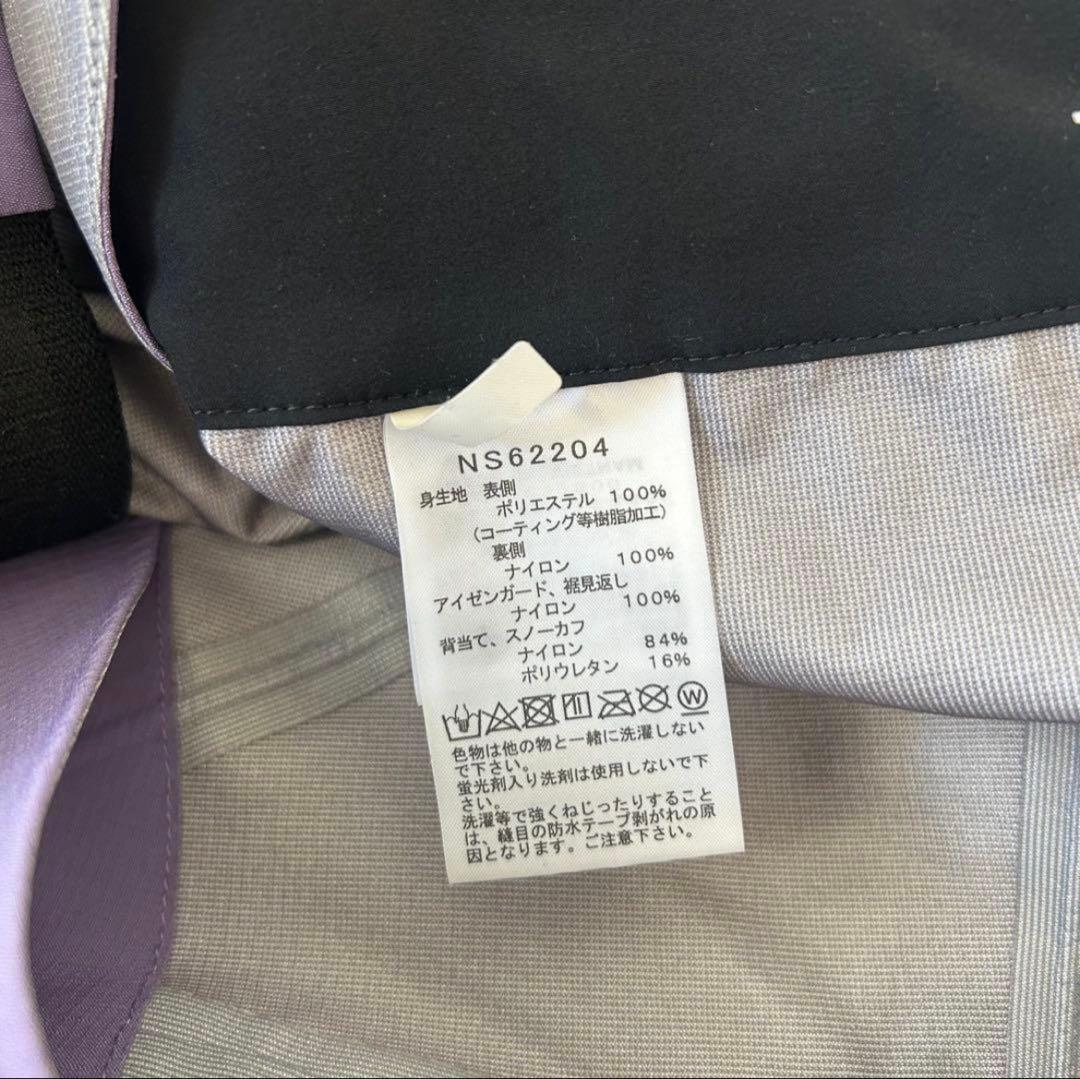 NS62204
身生地 表側
ポリエステル 100%
(コーティング等樹脂加工)
裏側
ナイロン 100%
アイゼンガード、裾見返し
ナイロン 100%
背当て、スノーカフ
ナイロン 84%
ポリウレタン 16%
W
色物は他の物と一緒に洗濯しない
で下さい。
蛍光剤入り洗剤は使用しないで下
さい。
洗濯等で強くねじったりすること
は、縫目の防水テープ剥がれの原
因となります。ご注意下さい。